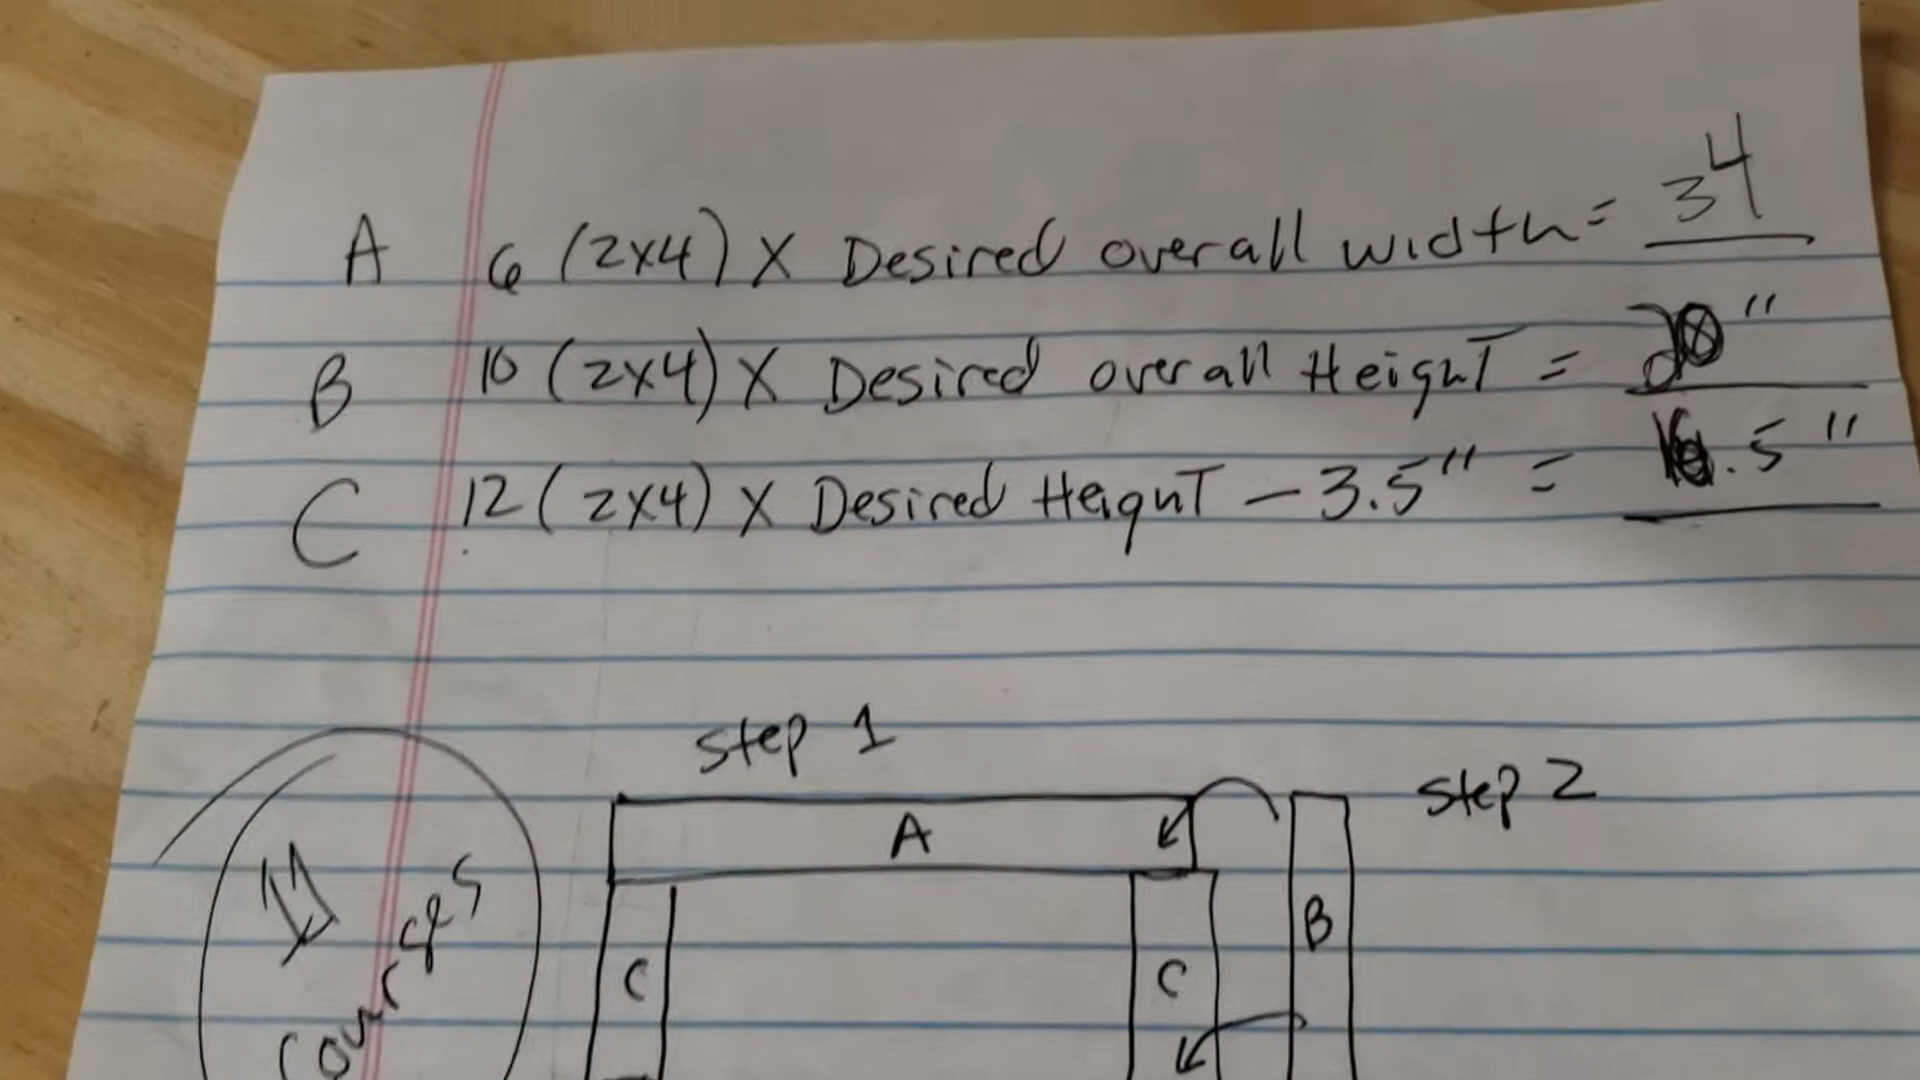 A 6 (2x4) X Desired overall width = 34
B 10 (2x4) X Desired overall Height = 20"
C 12 (2x4) X Desired Height - 3.5" = 16.5"
Step 1
Step 2
A
B
C
C